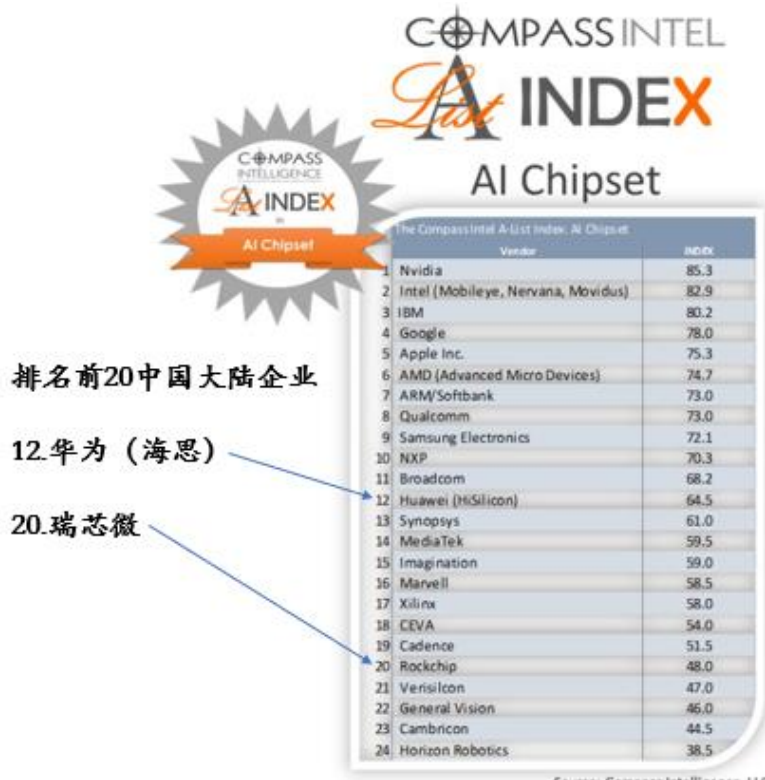 COMPASS INTEL
A List INDEX
AI Chipset
COMPASS
INTELLIGENCE
A List INDEX
in
AI Chipset
The Compass Intel A-List Index: AI Chipset
Vendor INDEX
1 Nvidia 85.3
2 Intel (Mobileye, Nervana, Movidus) 82.9
3 IBM 80.2
4 Google 78.0
5 Apple Inc. 75.3
6 AMD (Advanced Micro Devices) 74.7
7 ARM/Softbank 73.0
8 Qualcomm 73.0
9 Samsung Electronics 72.1
10 NXP 70.3
11 Broadcom 68.2
12 Huawei (HiSilicon) 64.5
13 Synopsys 61.0
14 MediaTek 59.5
15 Imagination 59.0
16 Marvell 58.5
17 Xilinx 58.0
18 CEVA 54.0
19 Cadence 51.5
20 Rockchip 48.0
21 Verisilcon 47.0
22 General Vision 46.0
23 Cambricon 44.5
24 Horizon Robotics 38.5
排名前20中国大陆企业
12.华为（海思）
20.瑞芯微